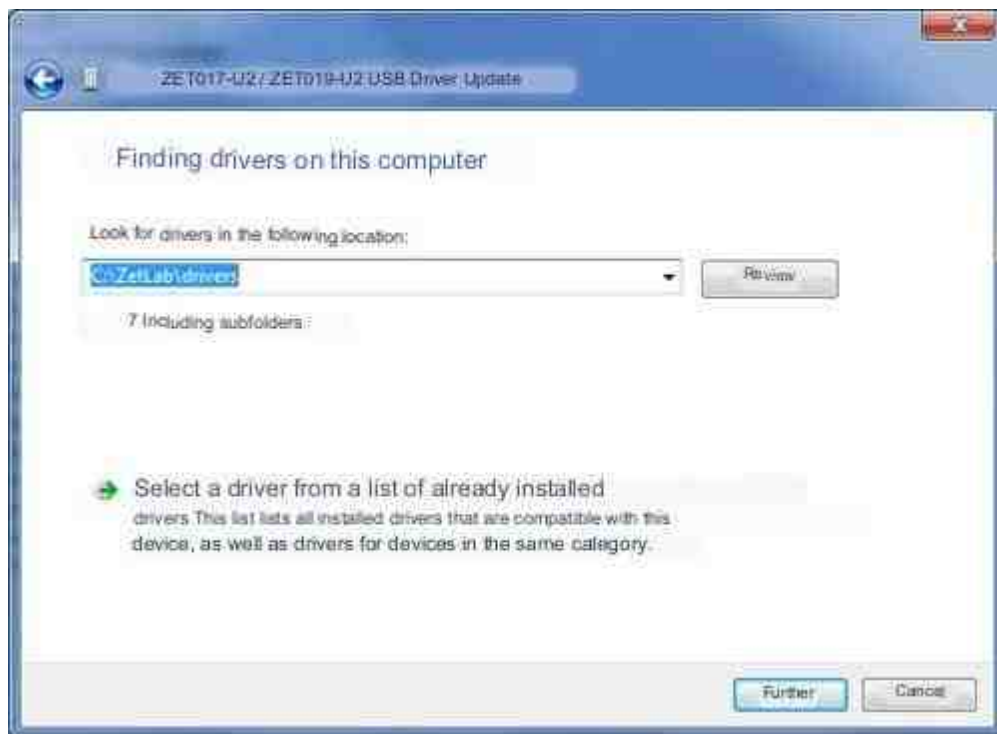 ZET017-U2 / ZET019-U2 USB Driver Update
Finding drivers on this computer
Look for drivers in the following location:
C:\ZetLab\drivers
Review
7 Including subfolders
Select a driver from a list of already installed
drivers This list lists all installed drivers that are compatible with this
device, as well as drivers for devices in the same category.
Further
Cancel